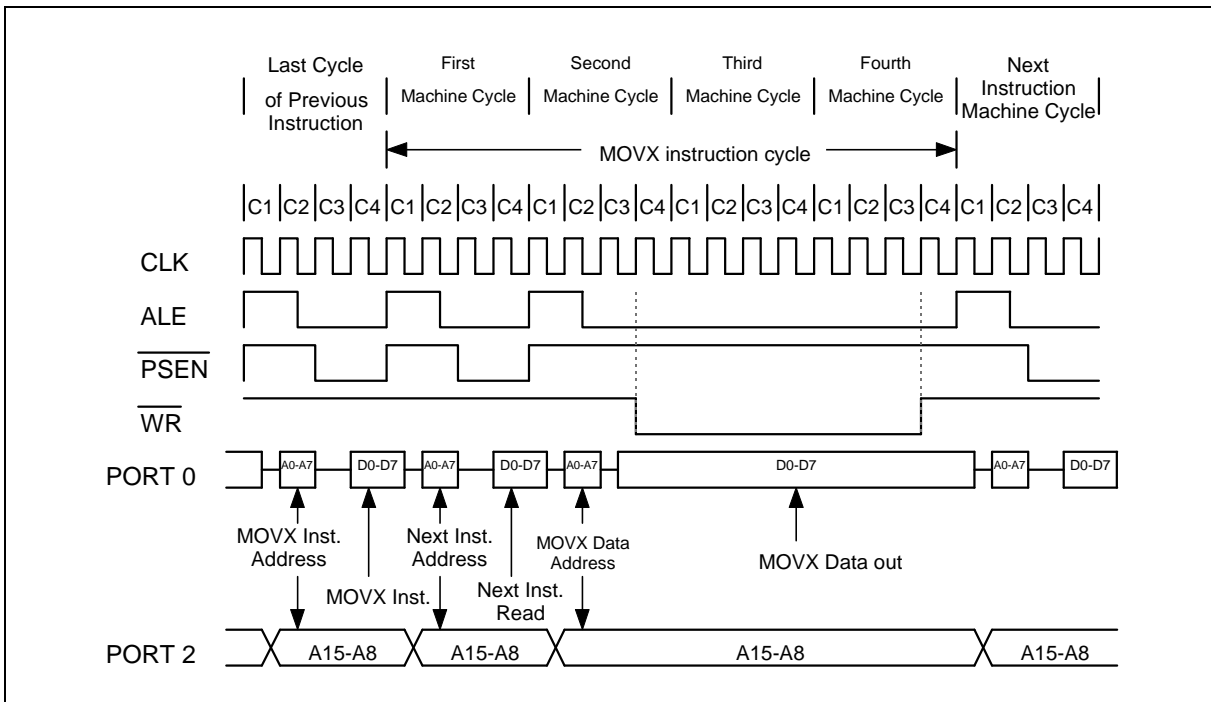 Last Cycle
of Previous
Instruction
First
Machine Cycle
Second
Machine Cycle
Third
Machine Cycle
Fourth
Machine Cycle
Next
Instruction
Machine Cycle
MOVX instruction cycle
C1 C2 C3 C4 C1 C2 C3 C4 C1 C2 C3 C4 C1 C2 C3 C4 C1 C2 C3 C4 C1 C2 C3 C4
CLK
ALE
PSEN
WR
PORT 0
A0-A7 D0-D7 A0-A7 D0-D7 A0-A7 D0-D7 A0-A7 D0-D7
MOVX Inst.
Address
MOVX Inst.
Next Inst.
Address
Next Inst.
Read
MOVX Data
Address
MOVX Data out
PORT 2
A15-A8 A15-A8 A15-A8 A15-A8